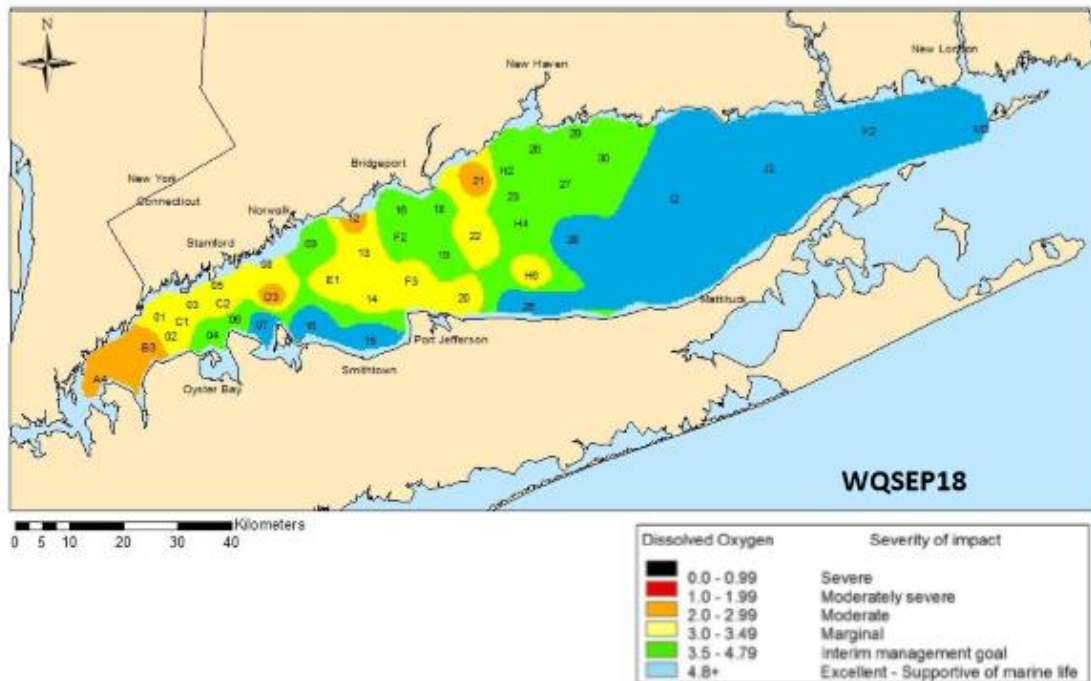 N
New London
New Haven
29
26
K2
M3
30
Bridgeport
H2
J2
21
27
New York
Connecticut
23
I2
16
18
Norwalk
12
H4
22
F2
28
09
13
19
Stamford
08
H6
E1
F3
05
D3
14
20
Mattituck
03
C2
25
01
C1
06
07
10
Port Jefferson
02
04
15
B3
Smithtown
A4
Oyster Bay
WQSEP18
Kilometers
0 5 10 20 30 40
Dissolved Oxygen Severity of impact
0.0 - 0.99 Severe
1.0 - 1.99 Moderately severe
2.0 - 2.99 Moderate
3.0 - 3.49 Marginal
3.5 - 4.79 Interim management goal
4.8+ Excellent - Supportive of marine life